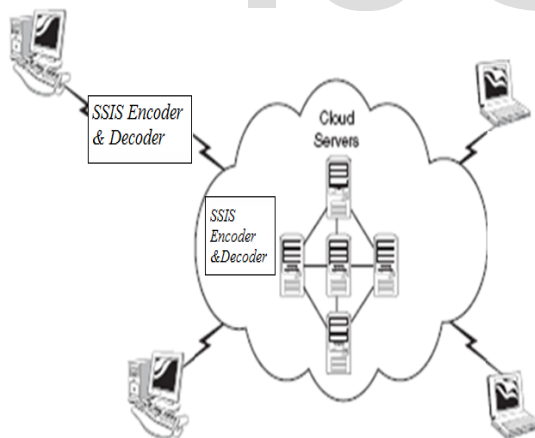 SSIS Encoder
& Decoder
Cloud
Servers
SSIS
Encoder
&Decoder